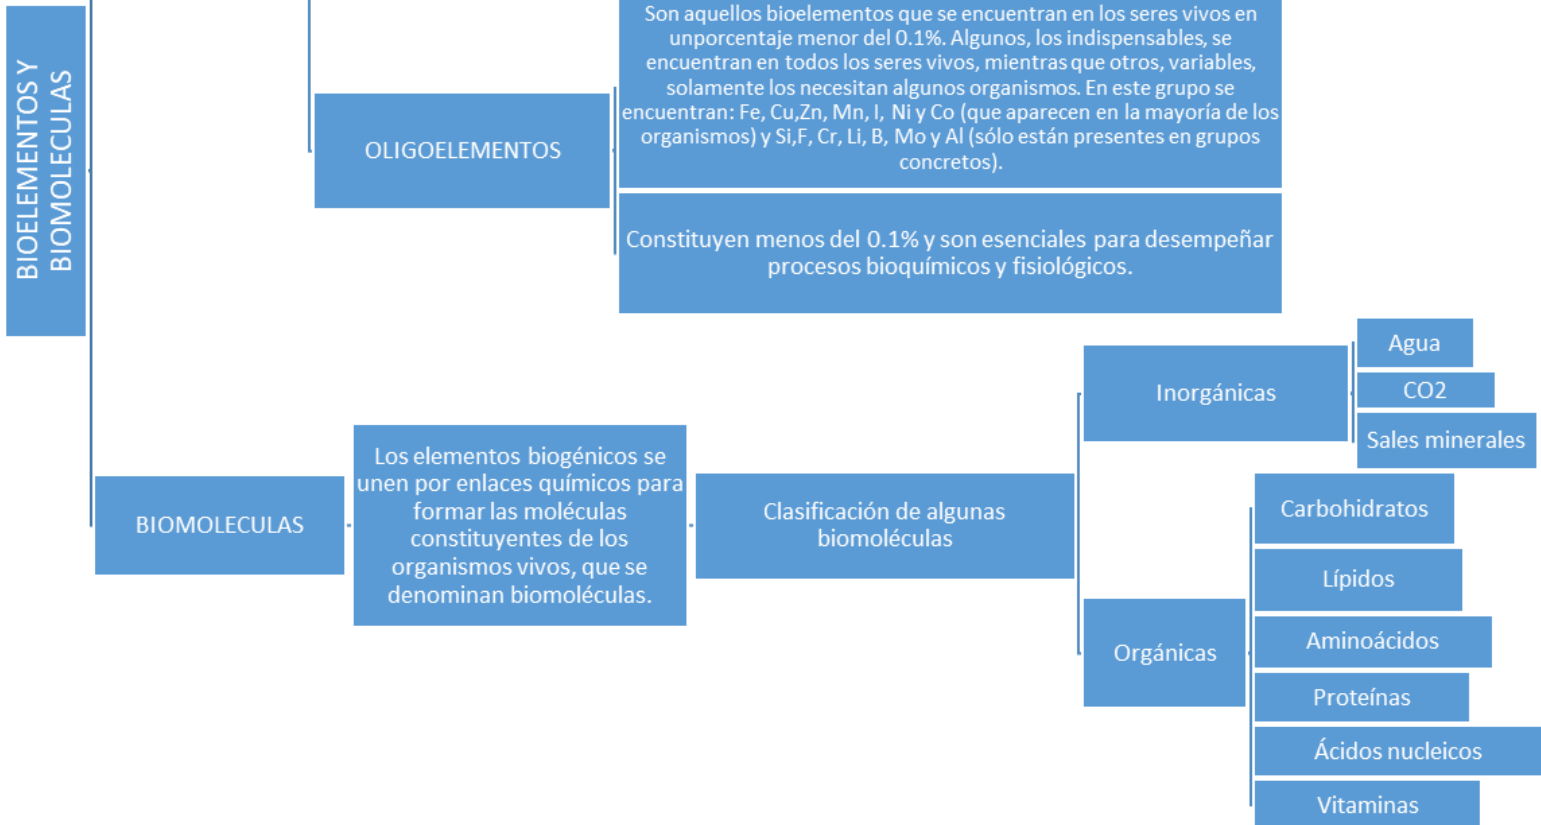 BIOELEMENTOS Y
BIOMOLECULAS
OLIGOELEMENTOS
Son aquellos bioelementos que se encuentran en los seres vivos en
unporcentaje menor del 0.1%. Algunos, los indispensables, se
encuentran en todos los seres vivos, mientras que otros, variables,
solamente los necesitan algunos organismos. En este grupo se
encuentran: Fe, Cu,Zn, Mn, I, Ni y Co (que aparecen en la mayoría de los
organismos) y Si,F, Cr, Li, B, Mo y Al (sólo están presentes en grupos
concretos).
Constituyen menos del 0.1% y son esenciales para desempeñar
procesos bioquímicos y fisiológicos.
BIOMOLECULAS
Los elementos biogénicos se
unen por enlaces químicos para
formar las moléculas
constituyentes de los
organismos vivos, que se
denominan biomoléculas.
Clasificación de algunas
biomoléculas
Inorgánicas
Agua
CO2
Sales minerales
Orgánicas
Carbohidratos
Lípidos
Aminoácidos
Proteínas
Ácidos nucleicos
Vitaminas